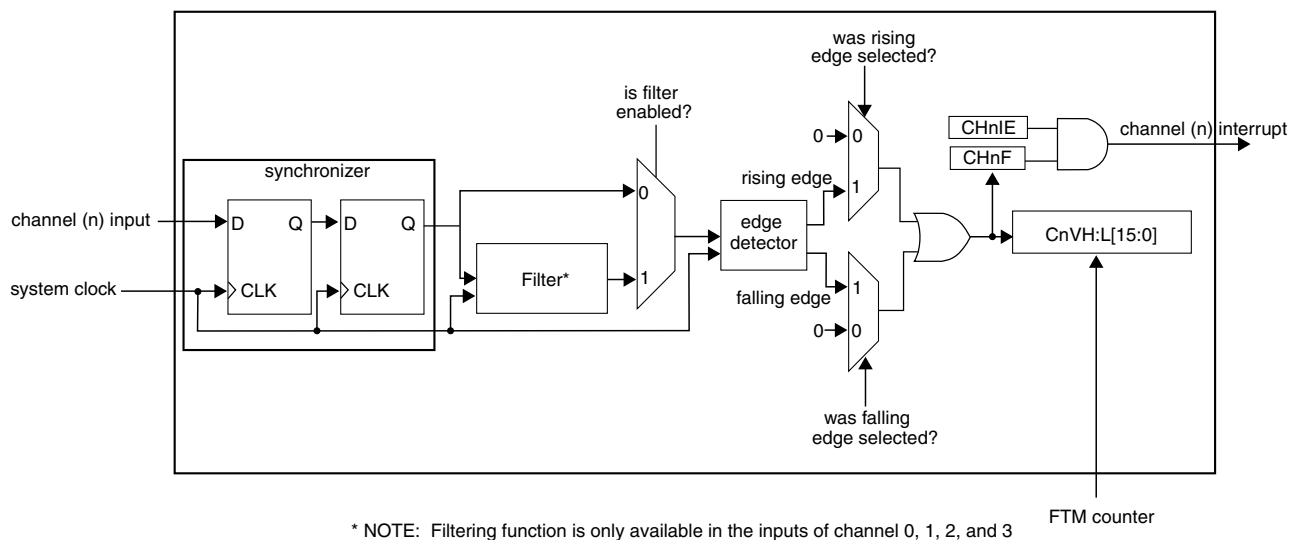 was rising
edge selected?
is filter
enabled?
0
0
CHnIE
channel (n) interrupt
CHnF
synchronizer
rising edge
1
channel (n) input
D
Q
D
Q
0
edge
detector
CnVH:L[15:0]
Filter*
1
system clock
CLK
CLK
falling edge
1
0
0
was falling
edge selected?
FTM counter
* NOTE: Filtering function is only available in the inputs of channel 0, 1, 2, and 3